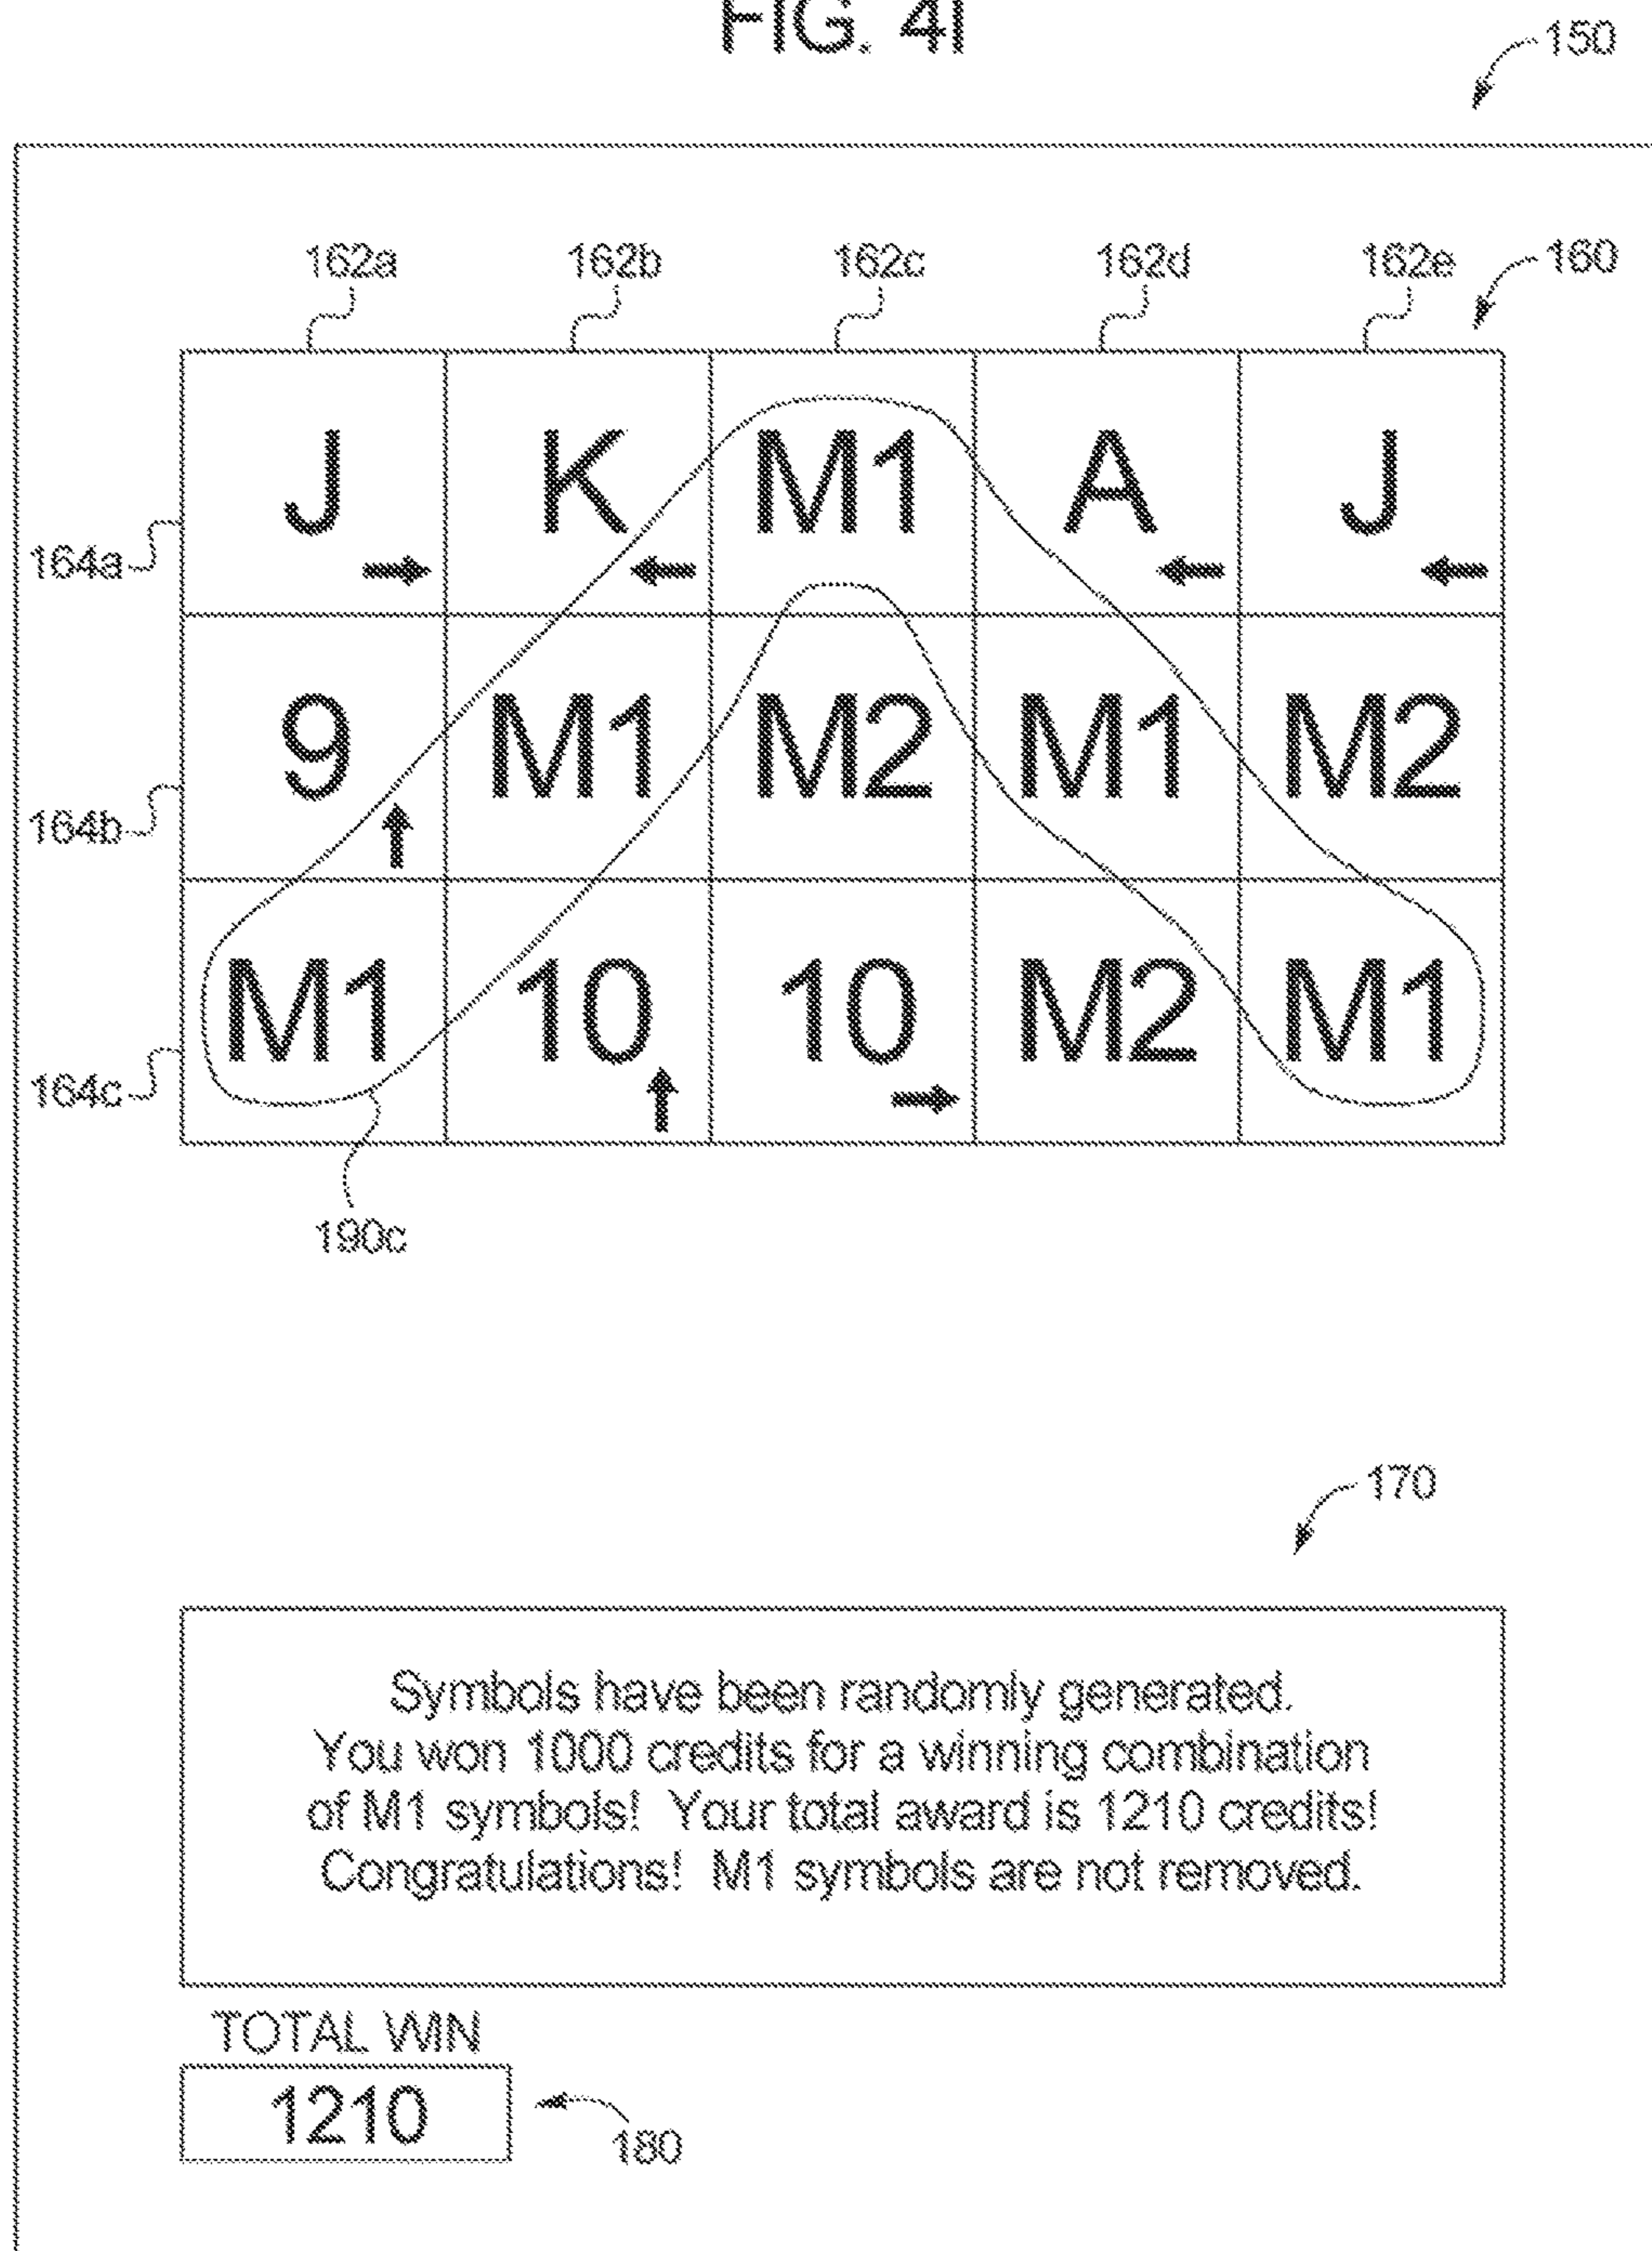 FIG. 4I
150
162a 162b 162c 162d 162e 160
164a J K M1 A J
164b 9 M1 M2 M1 M2
164c M1 10 10 M2 M1
190c
170
Symbols have been randomly generated.
You won 1000 credits for a winning combination
of M1 symbols! Your total award is 1210 credits!
Congratulations! M1 symbols are not removed.
TOTAL WIN
1210
180